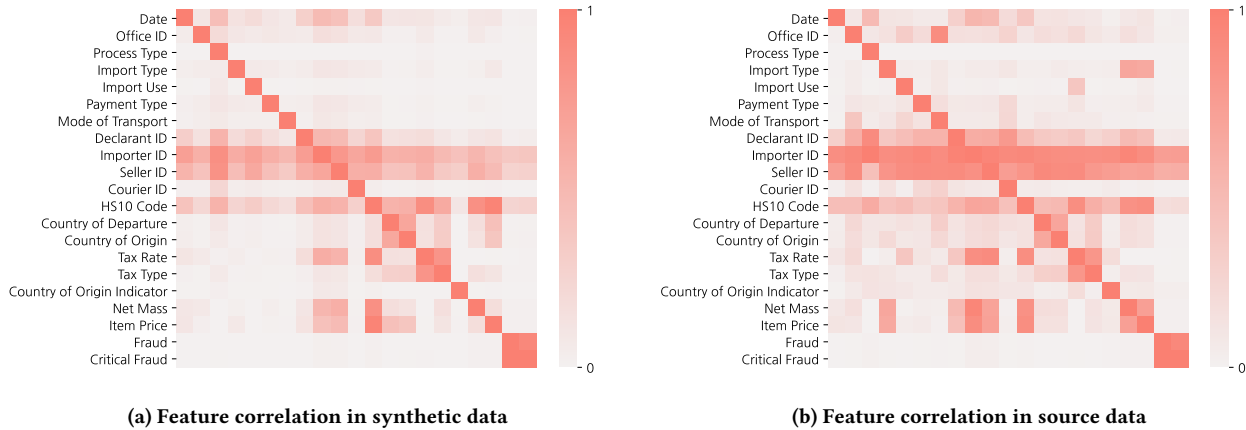 Date
Office ID
Process Type
Import Type
Import Use
Payment Type
Mode of Transport
Declarant ID
Importer ID
Seller ID
Courier ID
HS10 Code
Country of Departure
Country of Origin
Tax Rate
Tax Type
Country of Origin Indicator
Net Mass
Item Price
Fraud
Critical Fraud
1
0
(a) Feature correlation in synthetic data
Date
Office ID
Process Type
Import Type
Import Use
Payment Type
Mode of Transport
Declarant ID
Importer ID
Seller ID
Courier ID
HS10 Code
Country of Departure
Country of Origin
Tax Rate
Tax Type
Country of Origin Indicator
Net Mass
Item Price
Fraud
Critical Fraud
1
0
(b) Feature correlation in source data